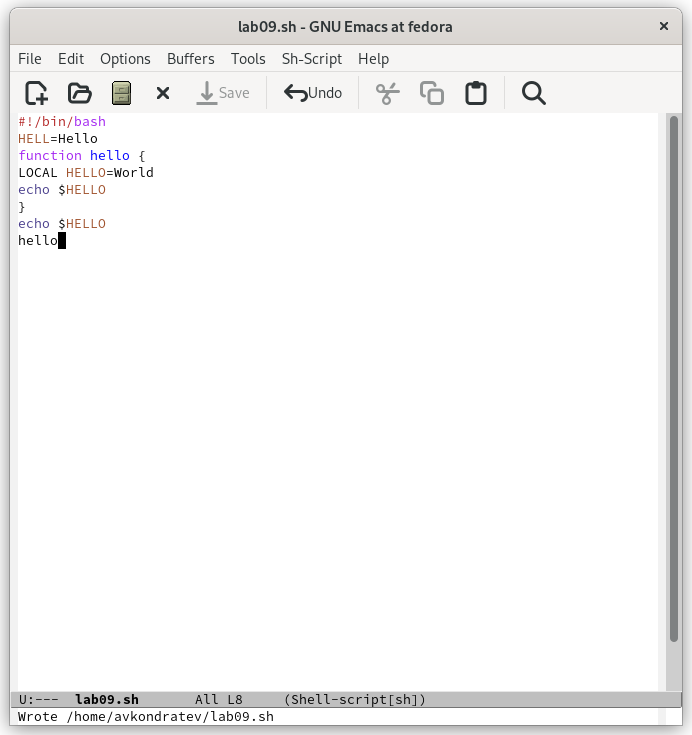 lab09.sh - GNU Emacs at fedora
File Edit Options Buffers Tools Sh-Script Help
Save Undo
#!/bin/bash
HELL=Hello
function hello {
LOCAL HELLO=World
echo $HELLO
}
echo $HELLO
hello
U:--- lab09.sh All L8 (Shell-script[sh])
Wrote /home/avkondratev/lab09.sh